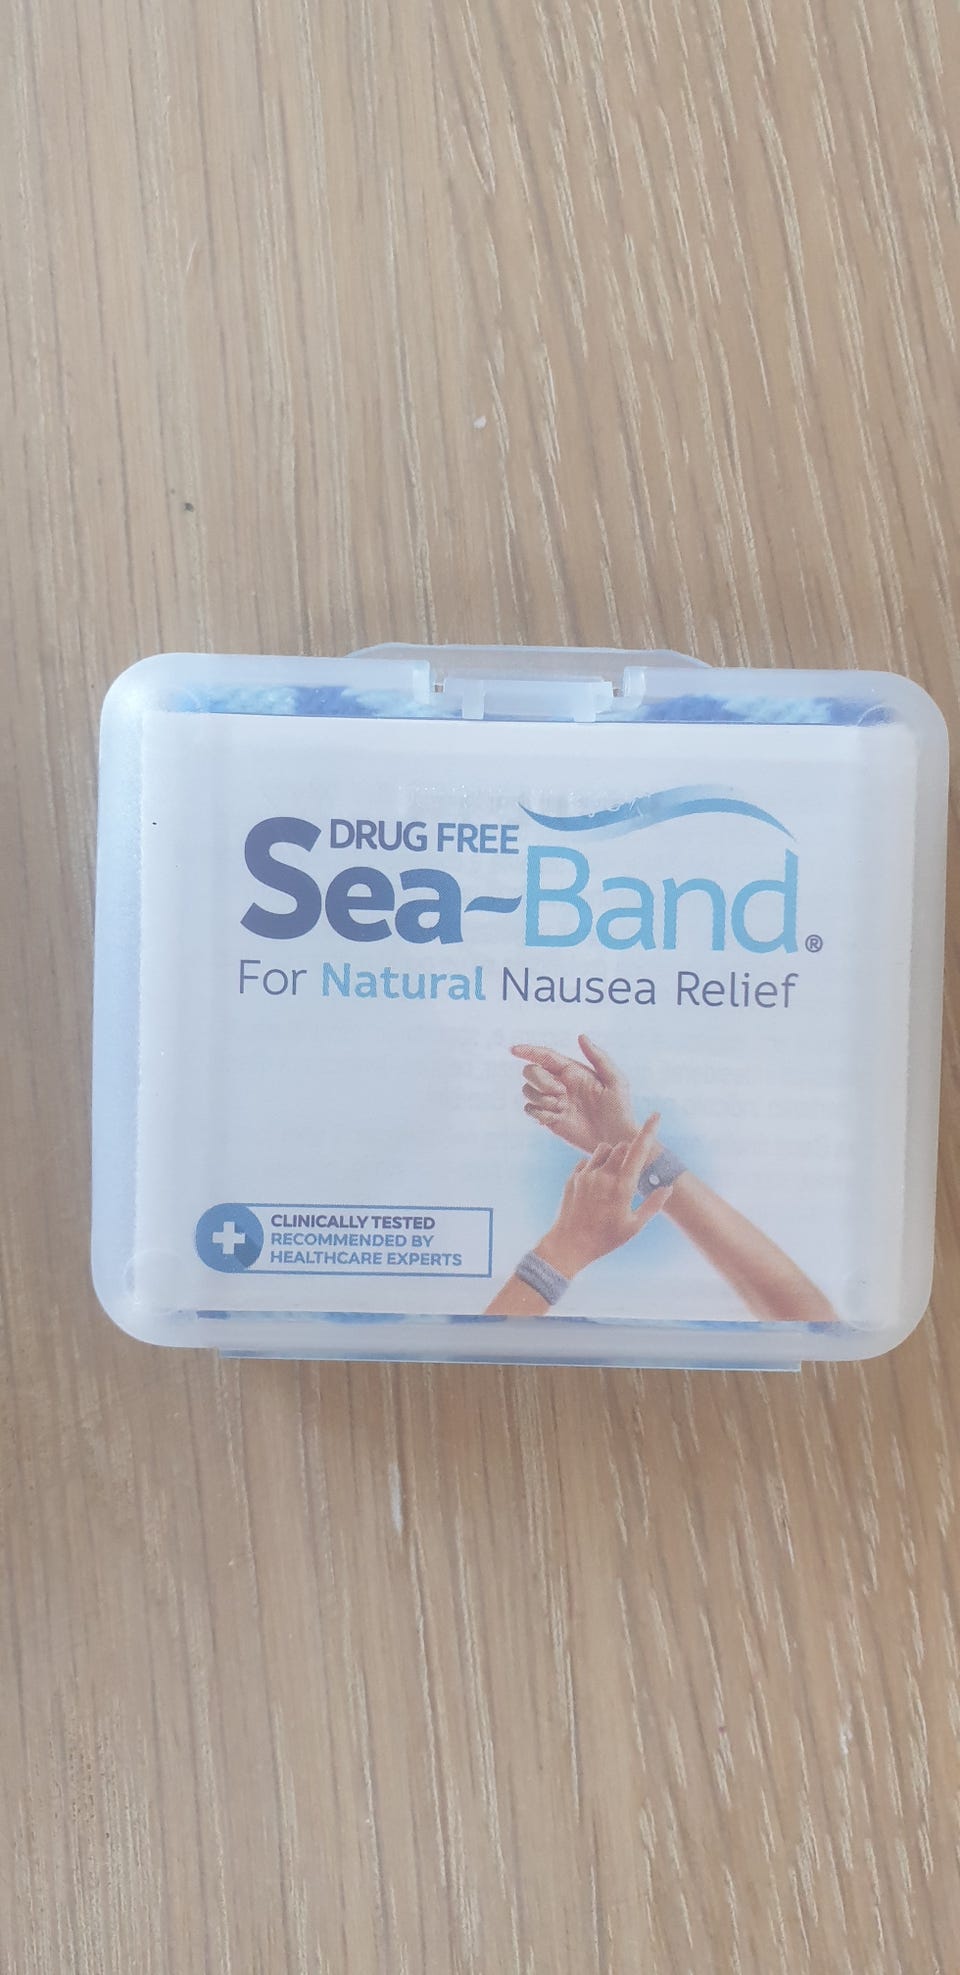 DRUG FREE
Sea~Band®
For Natural Nausea Relief
CLINICALLY TESTED
RECOMMENDED BY
HEALTHCARE EXPERTS